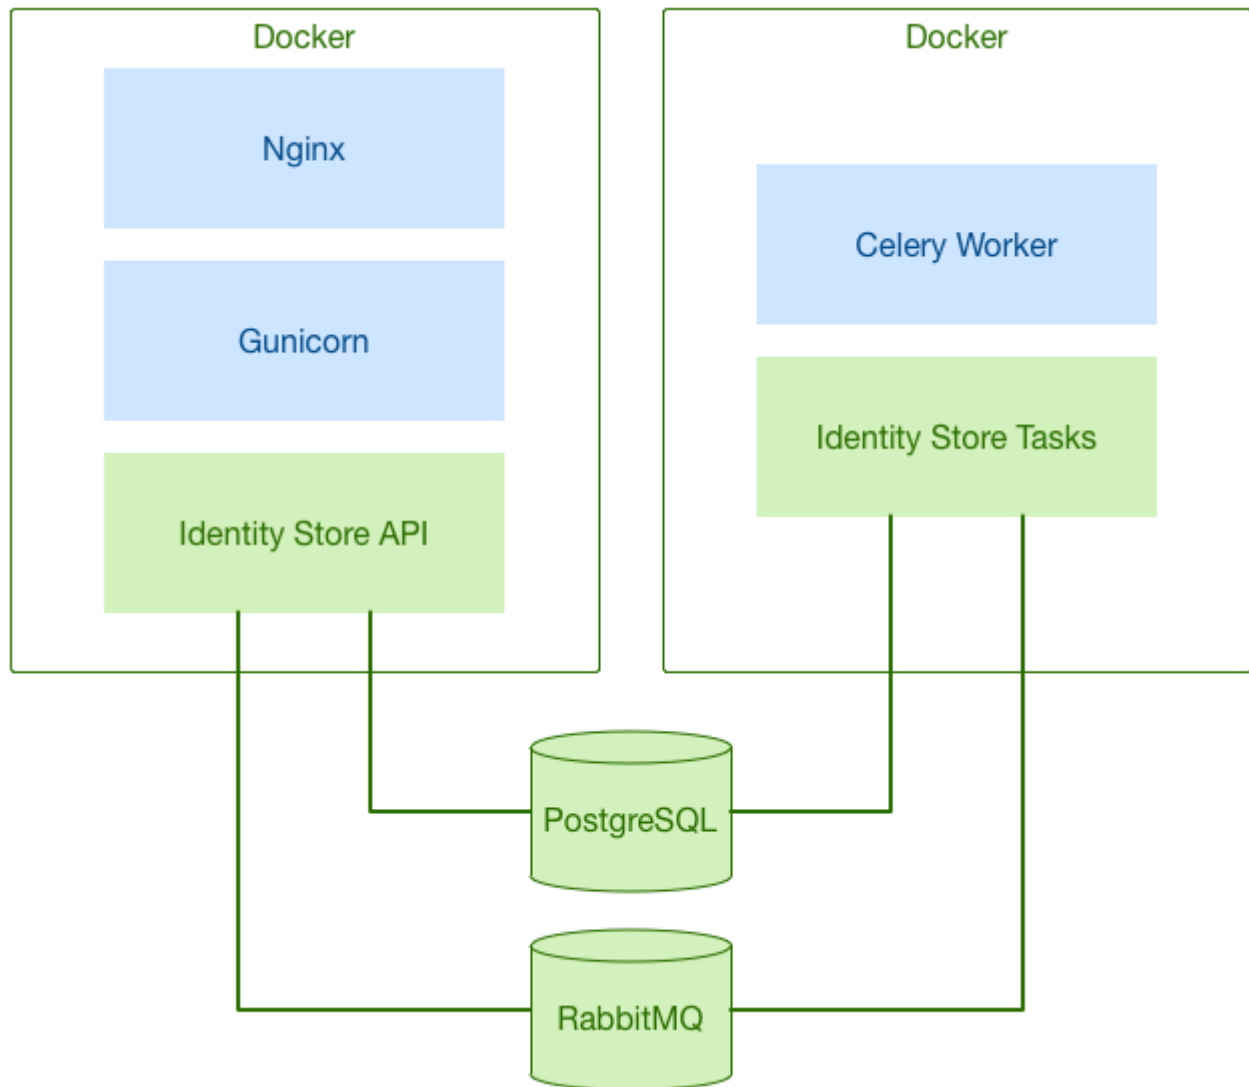 Docker
Nginx
Gunicorn
Identity Store API
Docker
Celery Worker
Identity Store Tasks
PostgreSQL
RabbitMQ